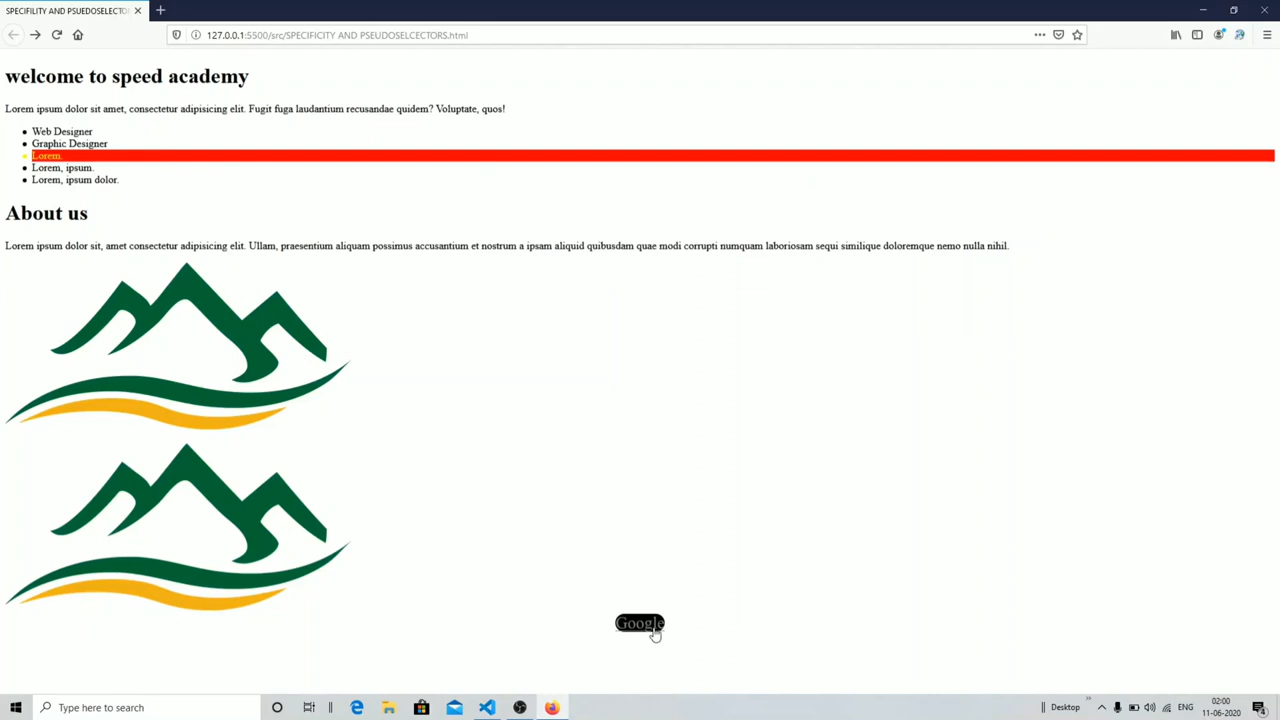 SPECIFILITY AND PSUEDOSELECTO
127.0.0.1:5500/src/SPECIFICITY AND PSEUDOSELCECTORS.html
welcome to speed academy
Lorem ipsum dolor sit amet, consectetur adipisicing elit. Fugit fuga laudantium recusandae quidem? Voluptate, quos!
Web Designer
Graphic Designer
Lorem.
Lorem, ipsum.
Lorem, ipsum dolor.
About us
Lorem ipsum dolor sit, amet consectetur adipisicing elit. Ullam, praesentium aliquam possimus accusantium et nostrum a ipsam aliquid quibusdam quae modi corrupti numquam laboriosam sequi similique doloremque nemo nulla nihil.
Google
Type here to search
Desktop
ENG
02:00
11-06-2020
4